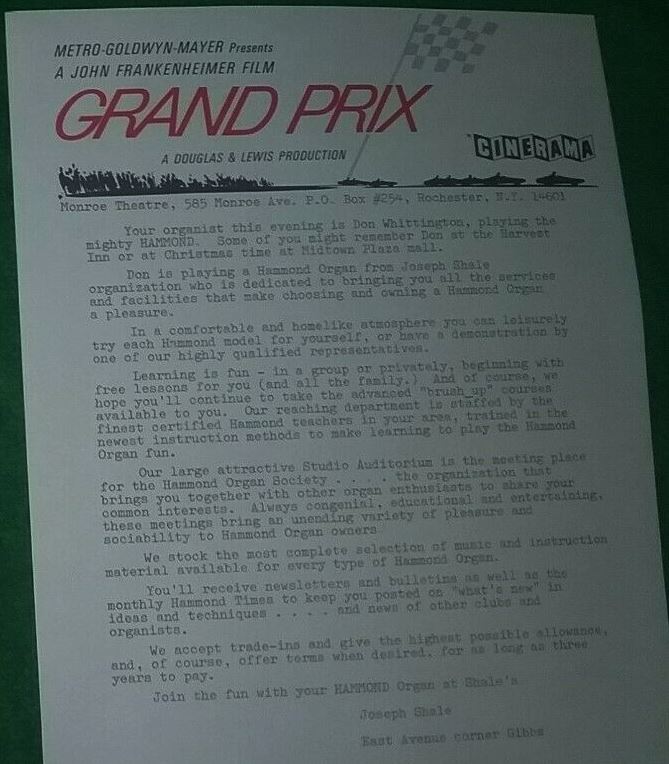 METRO-GOLDWYN-MAYER Presents
A JOHN FRANKENHEIMER FILM
GRAND PRIX
A DOUGLAS & LEWIS PRODUCTION
CINERAMA
Monroe Theatre, 585 Monroe Ave. P.O. Box #254, Rochester, N.Y. 14601
Your organist this evening is Don Whittington, playing the
mighty HAMMOND. Some of you might remember Don at the Harvest
Inn or at Christmas time at Midtown Plaza mall.
Don is playing a Hammond Organ from Joseph Shale
organization who is dedicated to bringing you all the services
and facilities that make choosing and owning a Hammond Organ
a pleasure.
In a comfortable and homelike atmosphere you can leisurely
try each Hammond model for yourself, or have a demonstration by
one of our highly qualified representatives.
Learning is fun - in a group or privately, beginning with
free lessons for you (and all the family.) And of course, we
hope you'll continue to take the advanced "brush up" courses
available to you. Our reaching department is staffed by the
finest certified Hammond teachers in your area, trained in the
newest instruction methods to make learning to play the Hammond
Organ fun.
Our large attractive Studio Auditorium is the meeting place
for the Hammond Organ Society . . . . the organization that
brings you together with other organ enthusiasts to share your
common interests. Always congenial, educational and entertaining,
these meetings bring an unending variety of pleasure and
sociability to Hammond Organ owners
We stock the most complete selection of music and instruction
material available for every type of Hammond Organ.
You'll receive newsletters and bulletins as well as the
monthly Hammond Times to keep you posted on "what's new" in
ideas and techniques . . . . and news of other clubs and
organists.
We accept trade-ins and give the highest possible allowance,
and, of course, offer terms when desired, for as long as three
years to pay.
Join the fun with your HAMMOND Organ at Shale's
Joseph Shale
East Avenue corner Gibbs